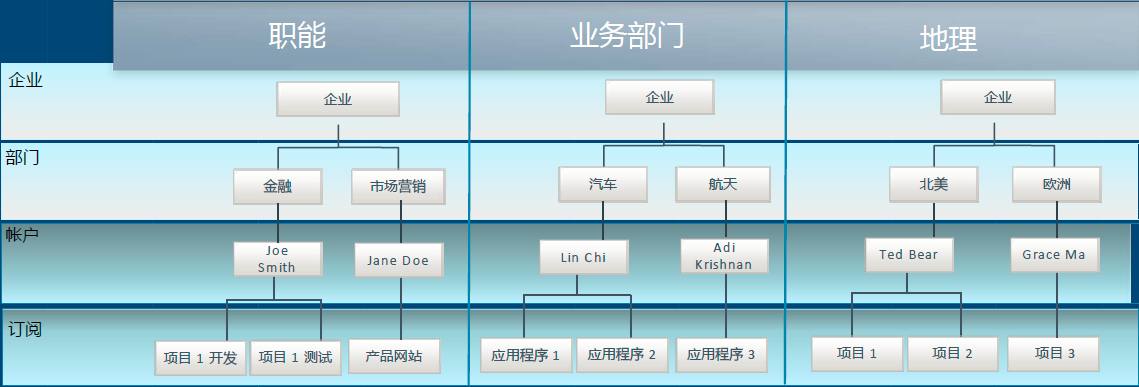 职能 业务部门 地理
企业
企业 企业 企业
部门
金融 市场营销 汽车 航天 北美 欧洲
帐户
Joe
Smith
Jane Doe
Lin Chi
Adi
Krishnan
Ted Bear
Grace Ma
订阅
项目 1 开发 项目 1 测试 产品网站 应用程序 1 应用程序 2 应用程序 3 项目 1 项目 2 项目 3